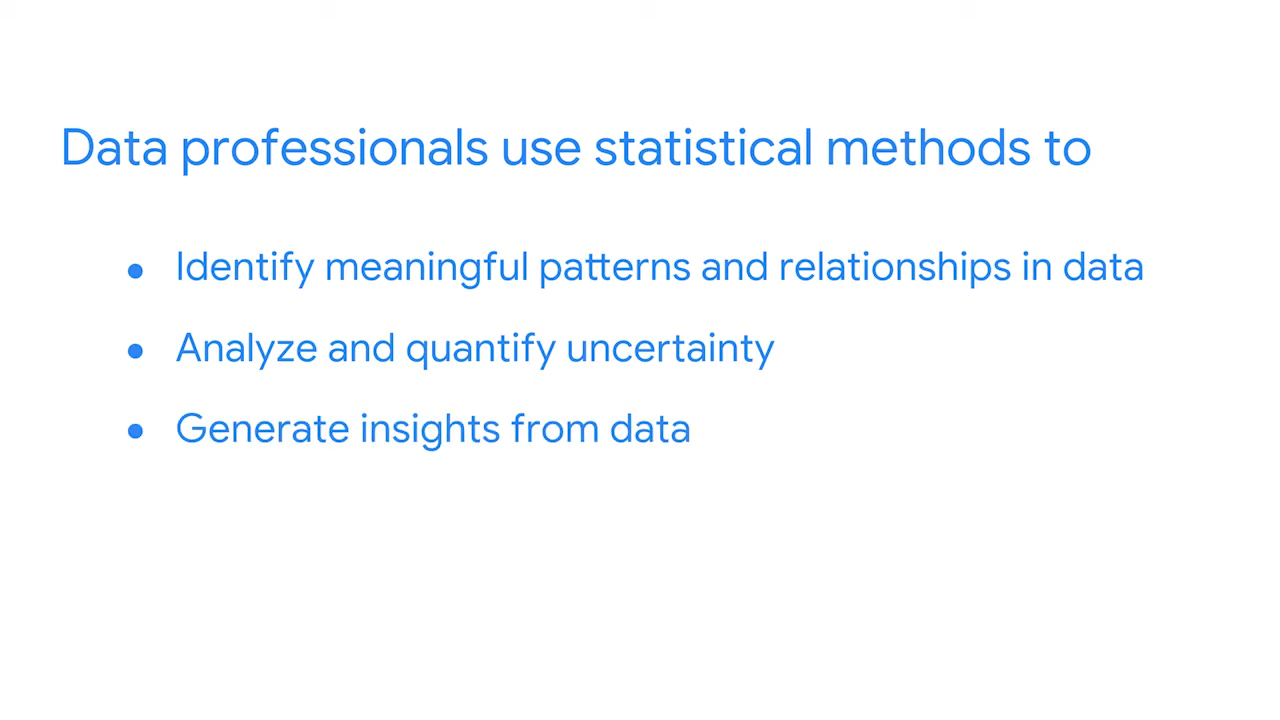 Data professionals use statistical methods to
● Identify meaningful patterns and relationships in data
● Analyze and quantify uncertainty
● Generate insights from data